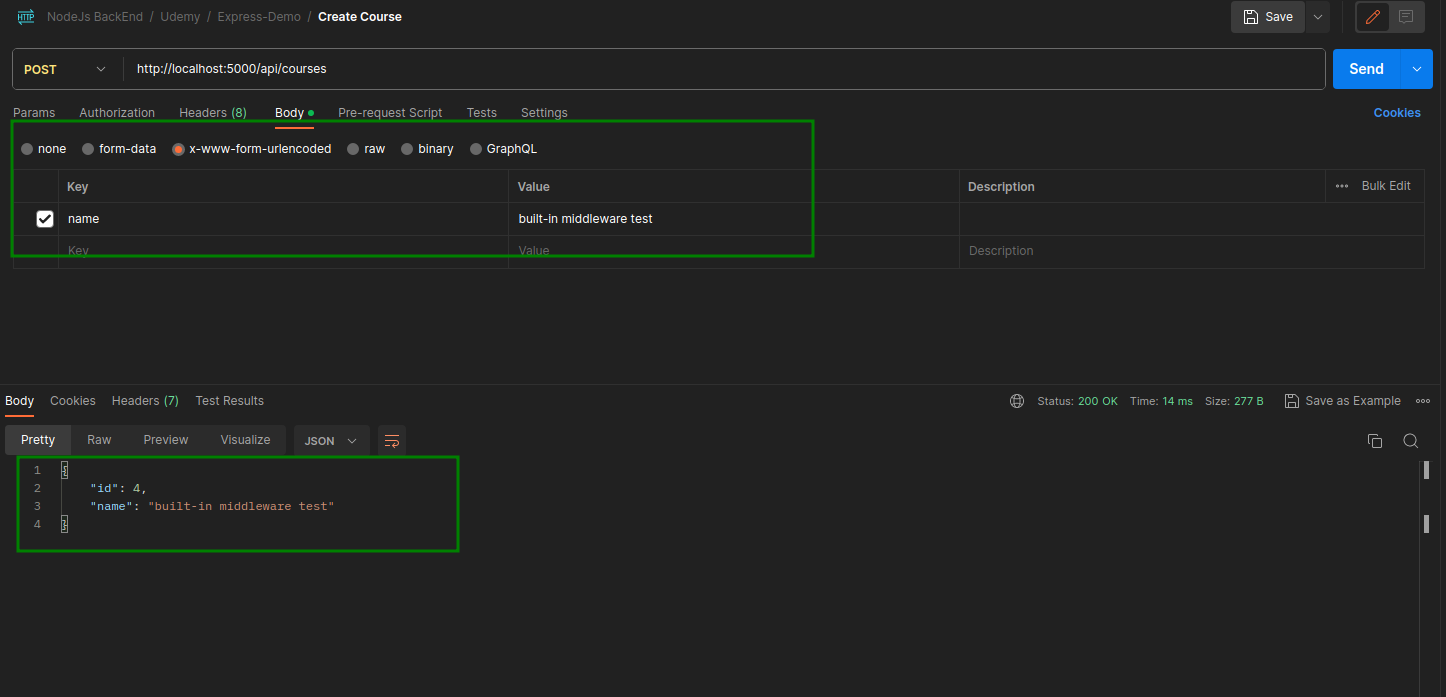 HTTP NodeJs BackEnd / Udemy / Express-Demo / Create Course Save
POST http://localhost:5000/api/courses Send
Params Authorization Headers (8) Body Pre-request Script Tests Settings Cookies
none form-data x-www-form-urlencoded raw binary GraphQL
Key Value Description Bulk Edit
name built-in middleware test
Key Value Description
Body Cookies Headers (7) Test Results Status: 200 OK Time: 14 ms Size: 277 B Save as Example
Pretty Raw Preview Visualize JSON
1 {
2 "id": 4,
3 "name": "built-in middleware test"
4 }